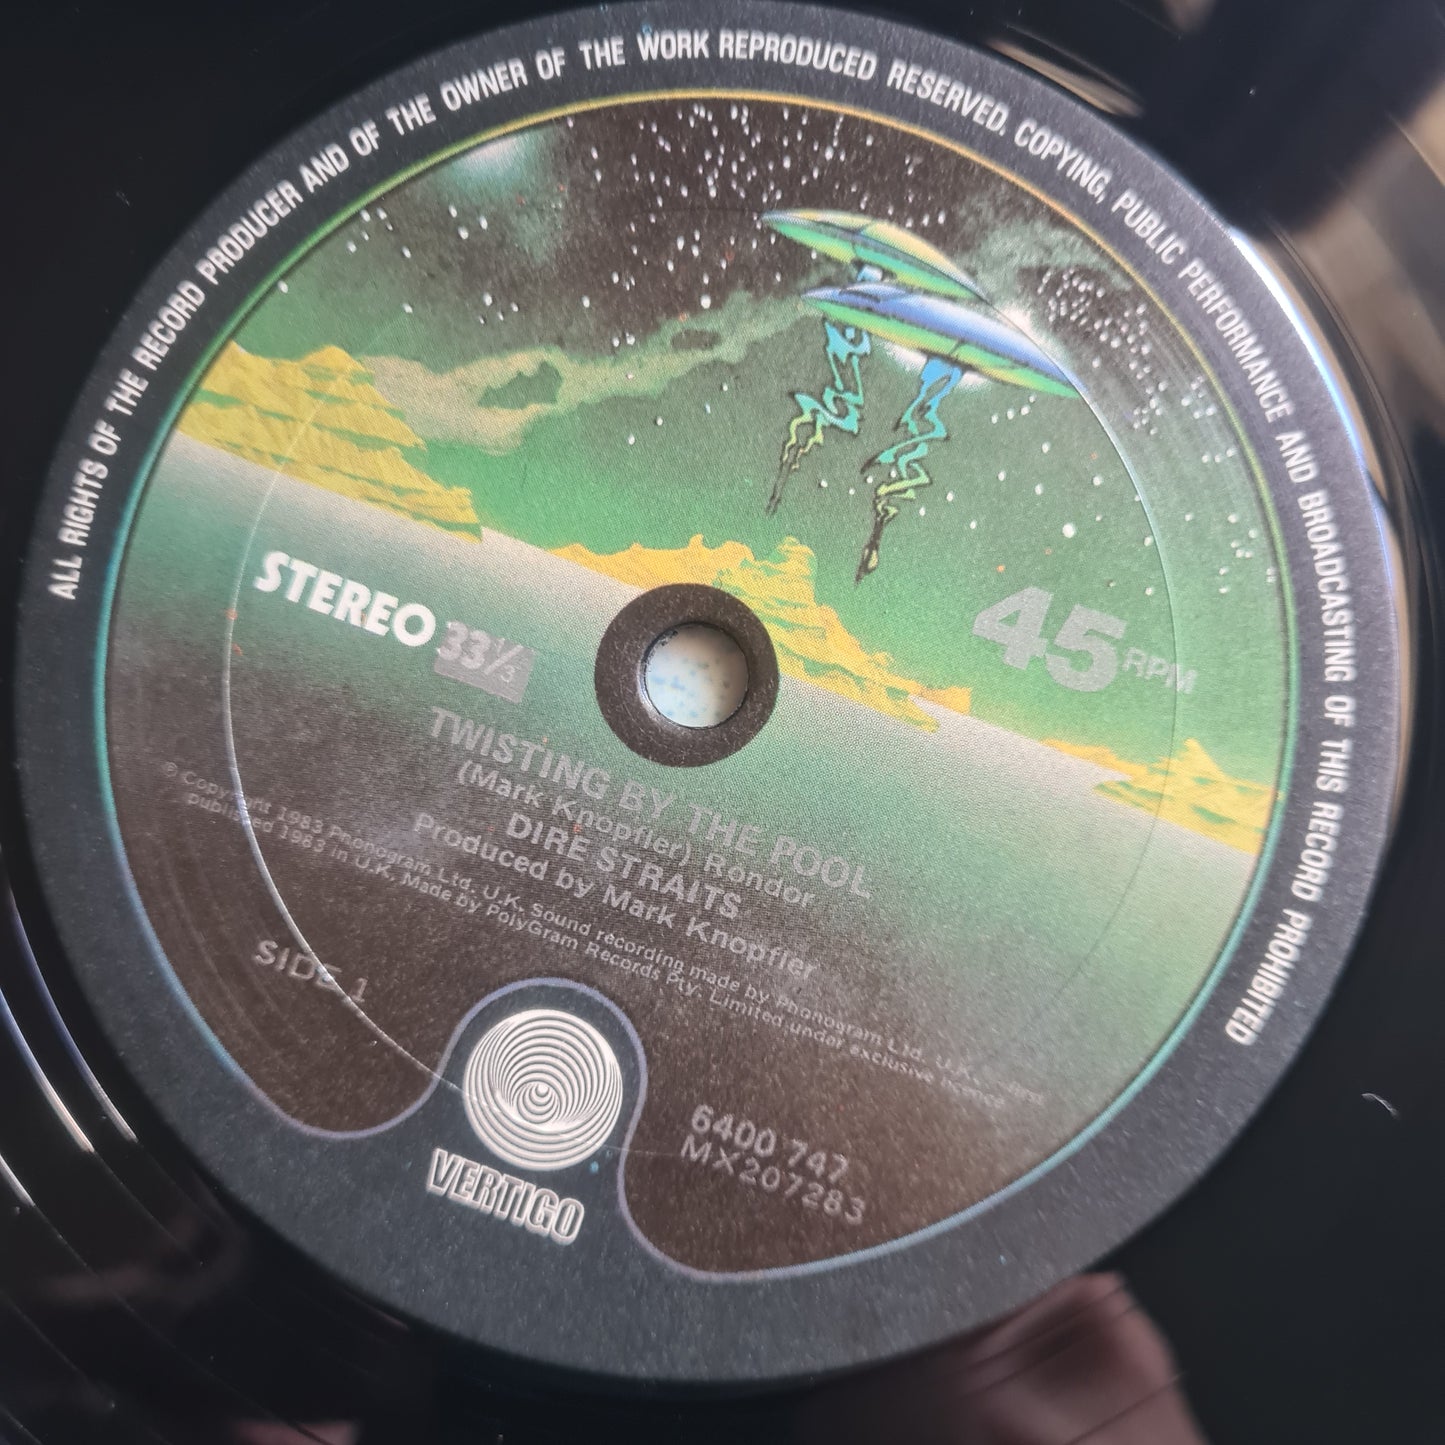 ALL RIGHTS OF THE RECORD PRODUCER AND OF THE OWNER OF THE WORK REPRODUCED RESERVED. COPYING, PUBLIC PERFORMANCE AND BROADCASTING OF THIS RECORD PROHIBITED
STEREO 33⅓
45 RPM
TWISTING BY THE POOL
(Mark Knopfler) Rondor
DIRE STRAITS
Produced by Mark Knopfler
℗ Copyright 1983 Phonogram Ltd. U.K. Sound recording made by Phonogram Ltd. U.K.
published 1983 in U.K. Made by PolyGram Records Pty. Limited under exclusive licence
SIDE 1
6400 747
MX207283
VERTIGO